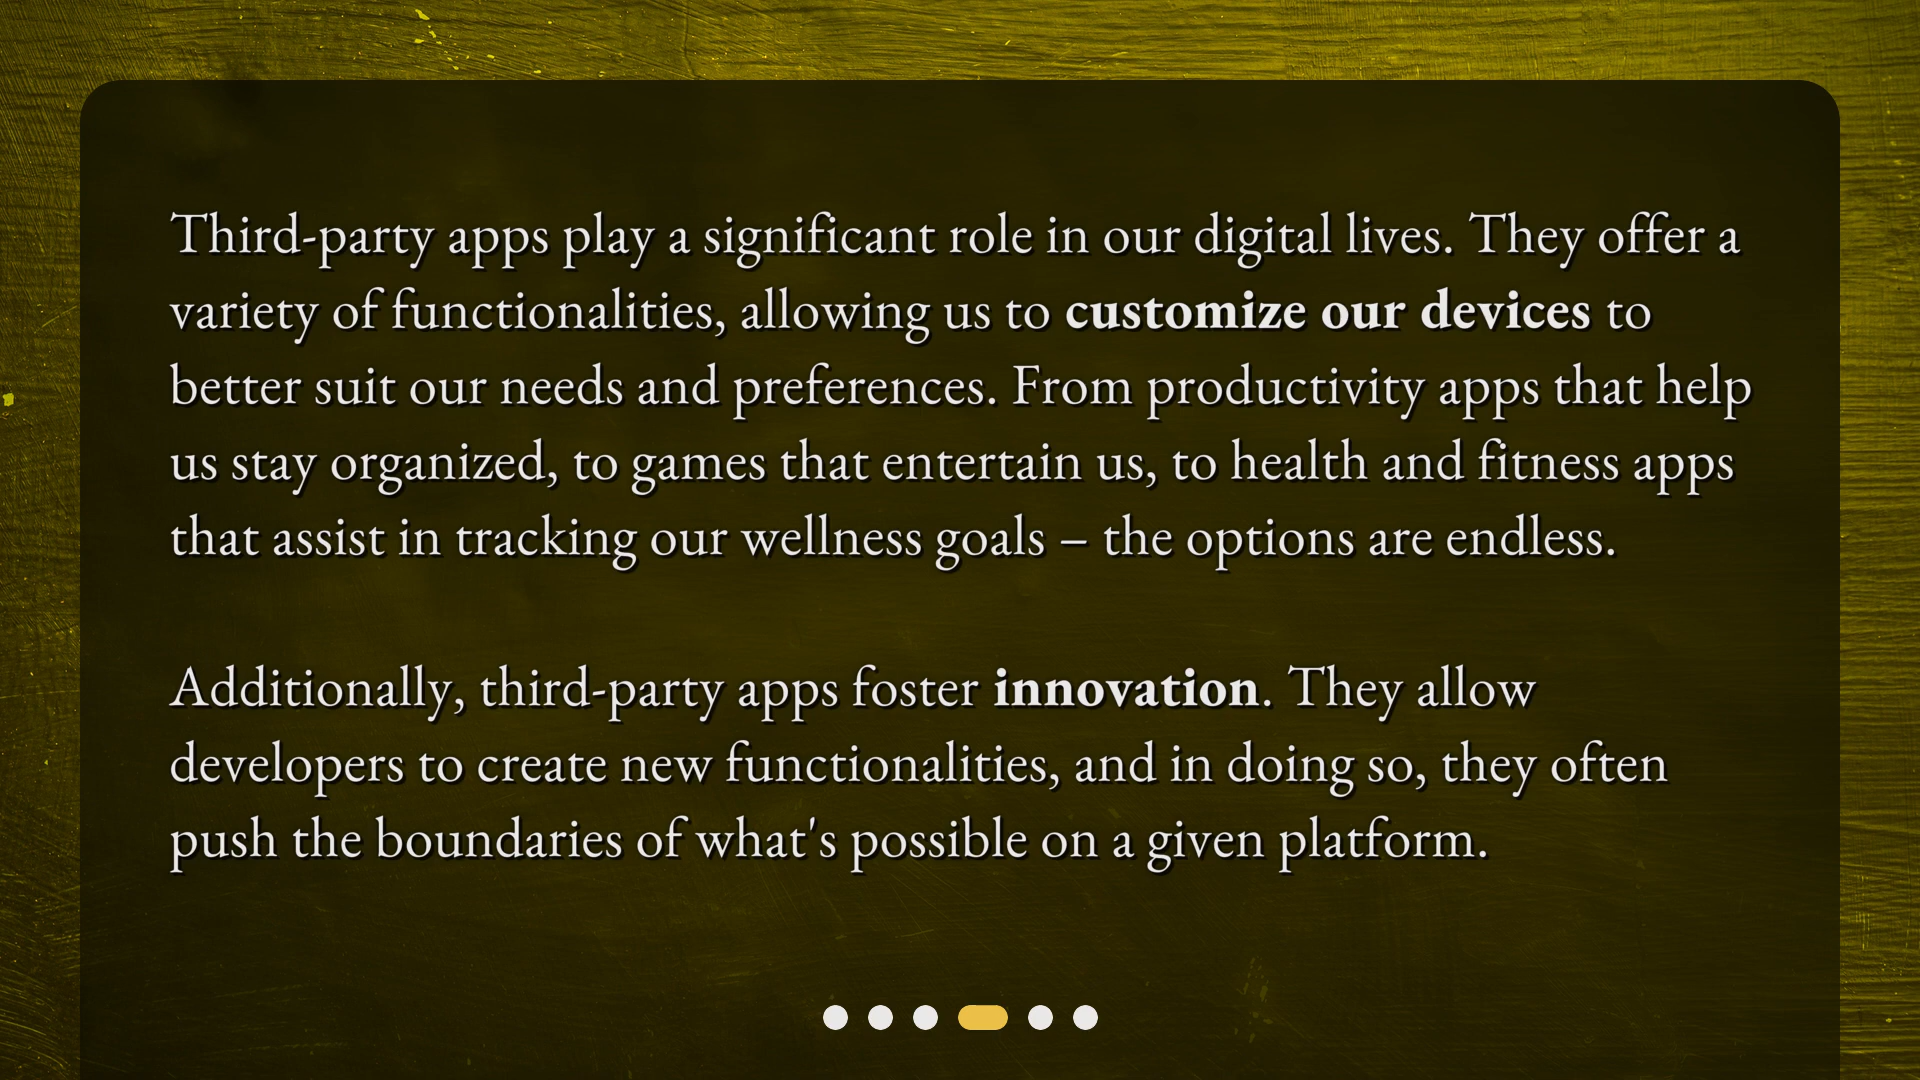 Third-party apps play a significant role in our digital lives. They offer a
variety of functionalities, allowing us to customize our devices to
better suit our needs and preferences. From productivity apps that help
us stay organized, to games that entertain us, to health and fitness apps
that assist in tracking our wellness goals – the options are endless.
Additionally, third-party apps foster innovation. They allow
developers to create new functionalities, and in doing so, they often
push the boundaries of what's possible on a given platform.